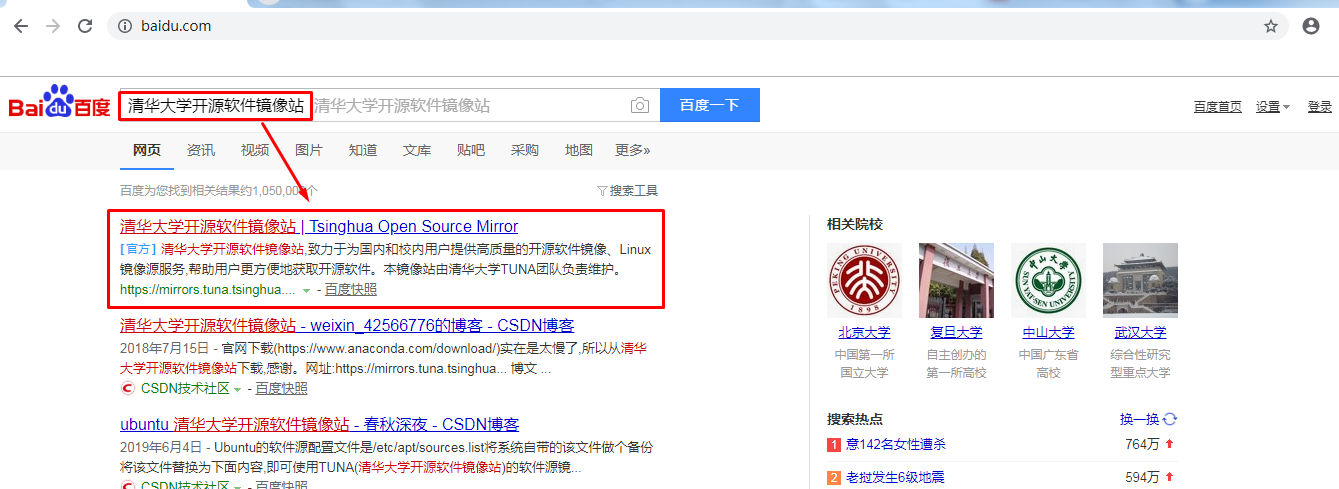 baidu.com
Bai du 百度
清华大学开源软件镜像站 清华大学开源软件镜像站
百度一下
百度首页 设置 登录
网页 资讯 视频 图片 知道 文库 贴吧 采购 地图 更多»
百度为您找到相关结果约1,050,000个
搜索工具
清华大学开源软件镜像站 | Tsinghua Open Source Mirror
[官方] 清华大学开源软件镜像站,致力于为国内和校内用户提供高质量的开源软件镜像、Linux
镜像源服务,帮助用户更方便地获取开源软件。本镜像站由清华大学TUNA团队负责维护。
https://mirrors.tuna.tsinghua.... - 百度快照
清华大学开源软件镜像站 - weixin_42566776的博客 - CSDN博客
2018年7月15日 - 官网下载(https://www.anaconda.com/download/)实在是太慢了,所以从清华
大学开源软件镜像站下载,感谢。网址:https://mirrors.tuna.tsinghua... 博文 ...
CSDN技术社区 - 百度快照
ubuntu 清华大学开源软件镜像站 - 春秋深夜 - CSDN博客
2019年6月4日 - Ubuntu的软件源配置文件是/etc/apt/sources.list将系统自带的该文件做个备份
将该文件替换为下面内容,即可使用TUNA(清华大学开源软件镜像站)的软件源镜...
CSDN技术社区 - 百度快照
相关院校
PEKING UNIVERSITY 1898
中山大学 SUN YAT-SEN UNIVERSITY
北京大学 复旦大学 中山大学 武汉大学
中国第一所 自主创办的 中国广东省 综合性研究
国立大学 第一所高校 高校 型重点大学
搜索热点 换一换
1 意142名女性遭杀 764万
2 老挝发生6级地震 594万